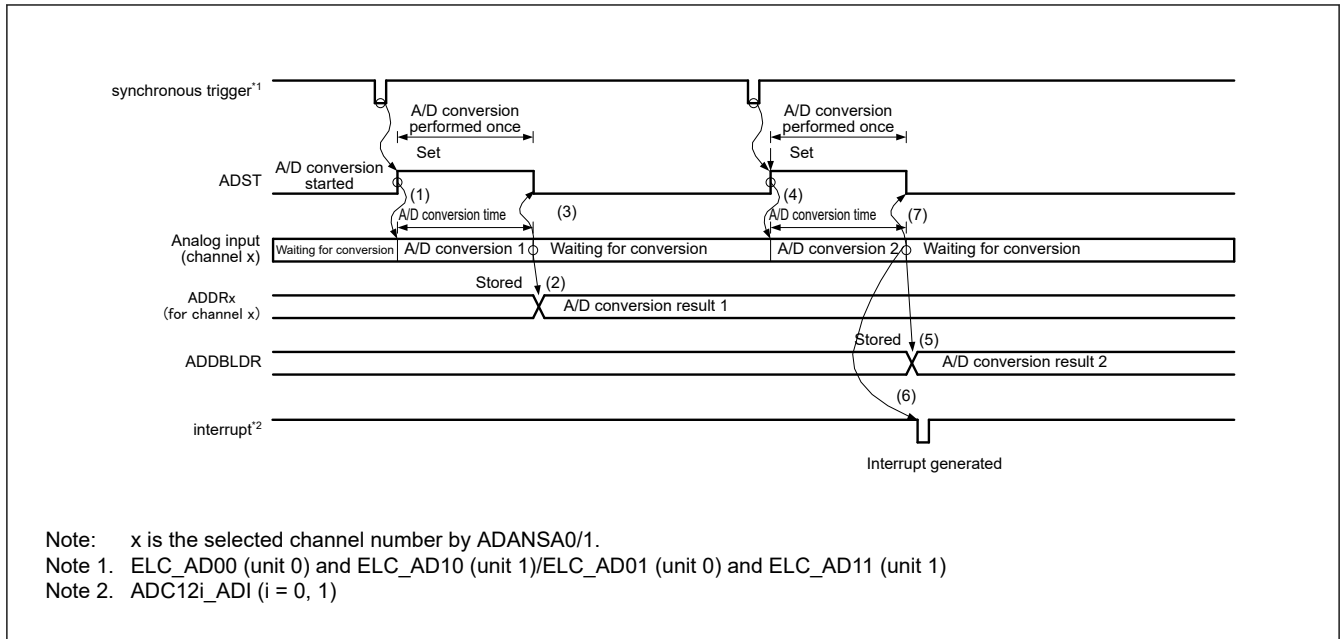 synchronous trigger*1
A/D conversion
performed once
A/D conversion
performed once
Set
Set
ADST
A/D conversion
started
(1)
(3)
(4)
(7)
A/D conversion time
A/D conversion time
Analog input
(channel x)
Waiting for conversion
A/D conversion 1
Waiting for conversion
A/D conversion 2
Waiting for conversion
Stored
(2)
ADDRx
(for channel x)
A/D conversion result 1
Stored
(5)
ADDBLDR
A/D conversion result 2
(6)
interrupt*2
Interrupt generated
Note: x is the selected channel number by ADANSA0/1.
Note 1. ELC_AD00 (unit 0) and ELC_AD10 (unit 1)/ELC_AD01 (unit 0) and ELC_AD11 (unit 1)
Note 2. ADC12i_ADI (i = 0, 1)